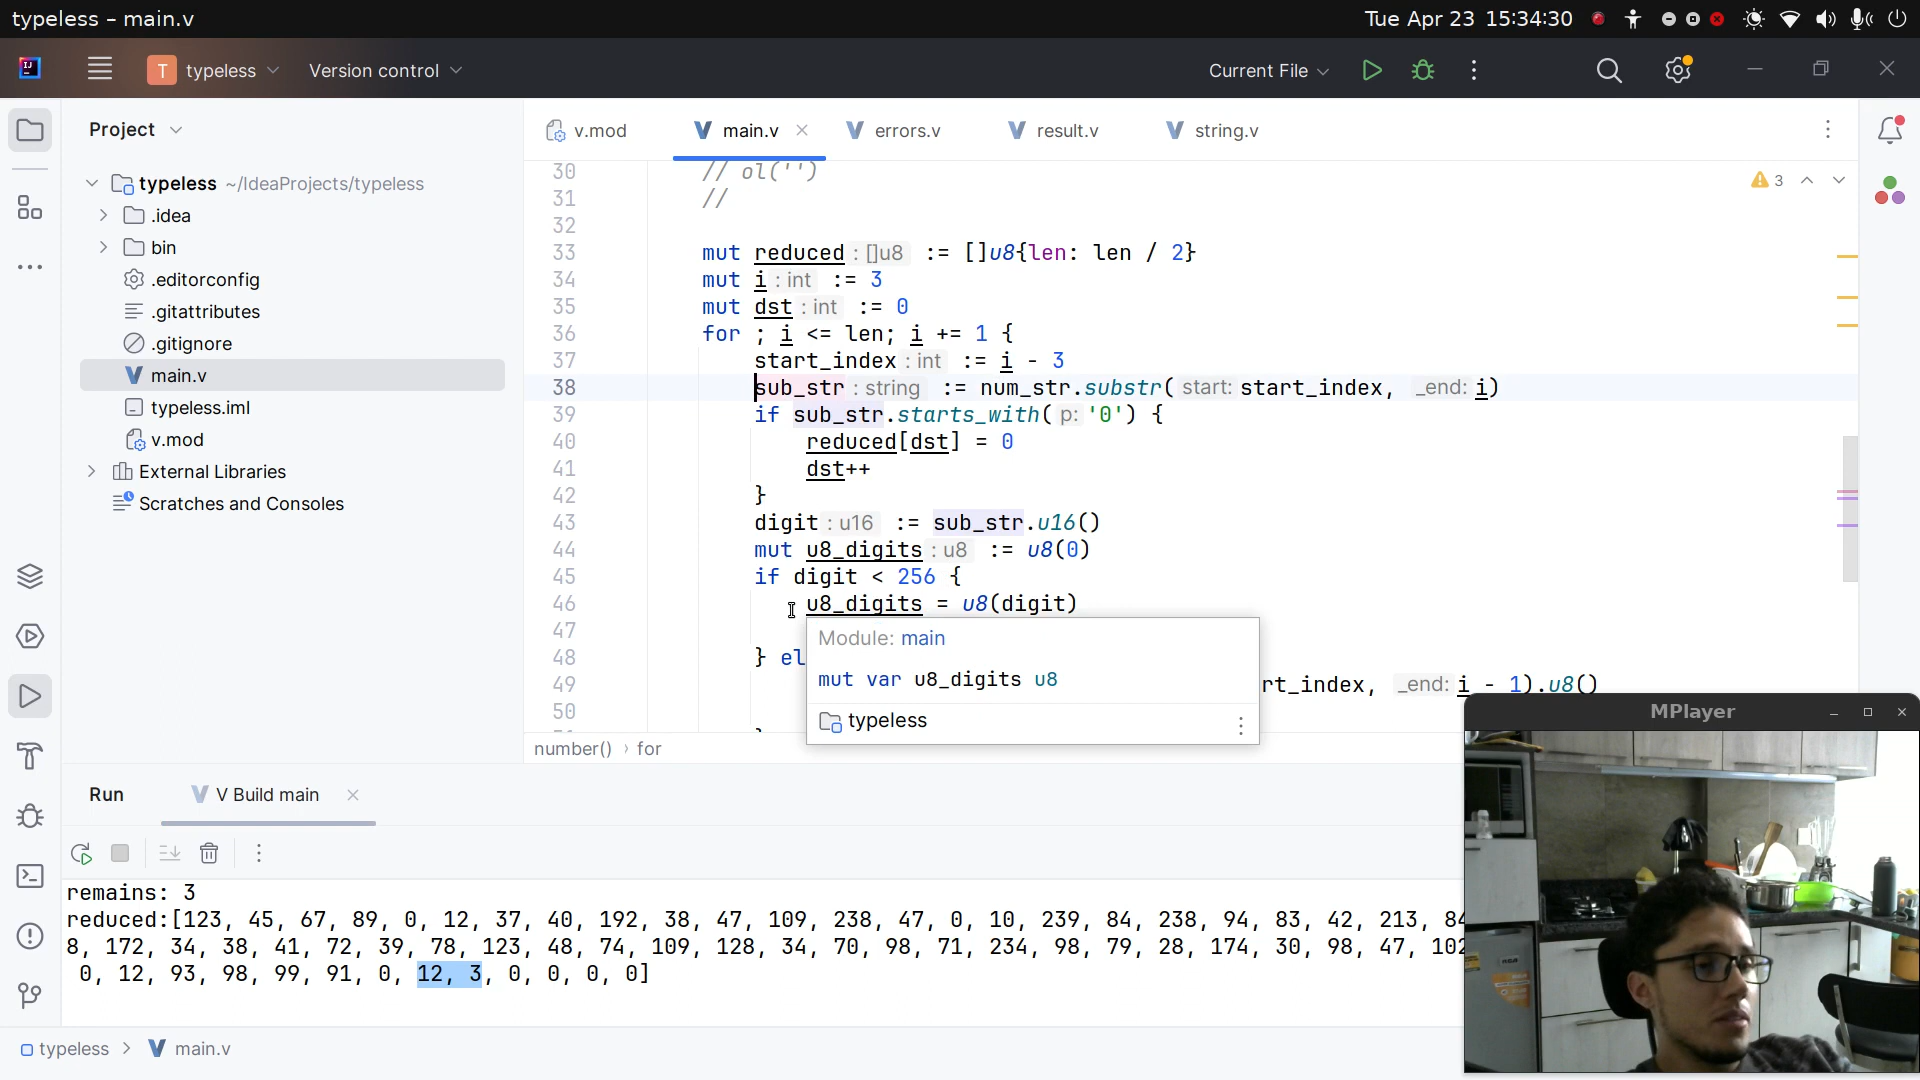 typeless – main.v
Tue Apr 23 15:34:30
T typeless
Version control
Current File
Project
v.mod
main.v
errors.v
result.v
string.v
typeless ~/IdeaProjects/typeless
.idea
bin
.editorconfig
.gitattributes
.gitignore
main.v
typeless.iml
v.mod
External Libraries
Scratches and Consoles
3
30 // ol('')
31 //
32
33 mut reduced : []u8 := []u8{len: len / 2}
34 mut i : int := 3
35 mut dst : int := 0
36 for ; i <= len; i += 1 {
37 start_index : int := i - 3
38 sub_str : string := num_str.substr( start: start_index, _end: i)
39 if sub_str.starts_with( p: '0') {
40 reduced[dst] = 0
41 dst++
42 }
43 digit : u16 := sub_str.u16()
44 mut u8_digits : u8 := u8(0)
45 if digit < 256 {
46 u8_digits = u8(digit)
47
48 } el
49 rt_index, _end: i - 1).u8()
50
Module: main
mut var u8_digits u8
typeless
number() › for
Run
V Build main
remains: 3
reduced:[123, 45, 67, 89, 0, 12, 37, 40, 192, 38, 47, 109, 238, 47, 0, 10, 239, 84, 238, 94, 83, 42, 213, 84
8, 172, 34, 38, 41, 72, 39, 78, 123, 48, 74, 109, 128, 34, 70, 98, 71, 234, 98, 79, 28, 174, 30, 98, 47, 102
0, 12, 93, 98, 99, 91, 0, 12, 3, 0, 0, 0, 0]
MPlayer
typeless > main.v